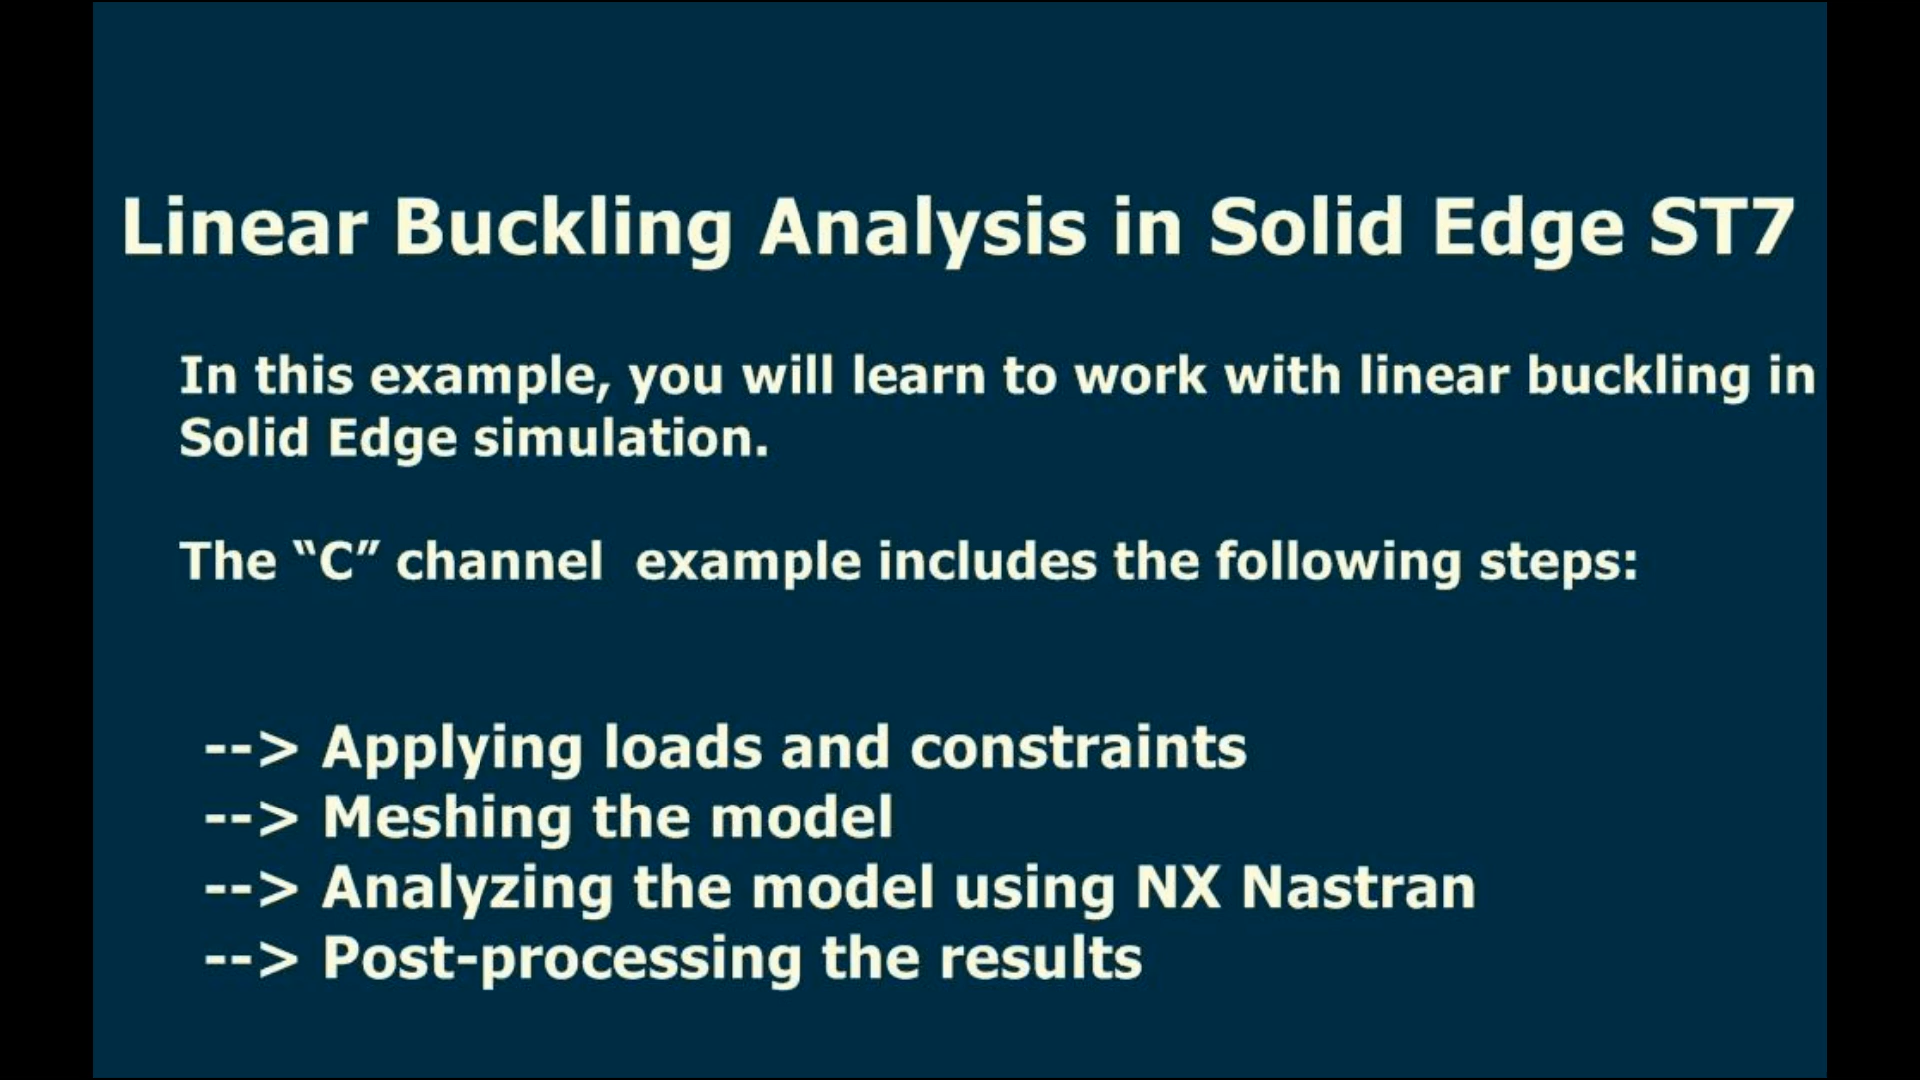 Linear Buckling Analysis in Solid Edge ST7
In this example, you will learn to work with linear buckling in
Solid Edge simulation.
The “C” channel  example includes the following steps:
--> Applying loads and constraints
--> Meshing the model
--> Analyzing the model using NX Nastran
--> Post-processing the results